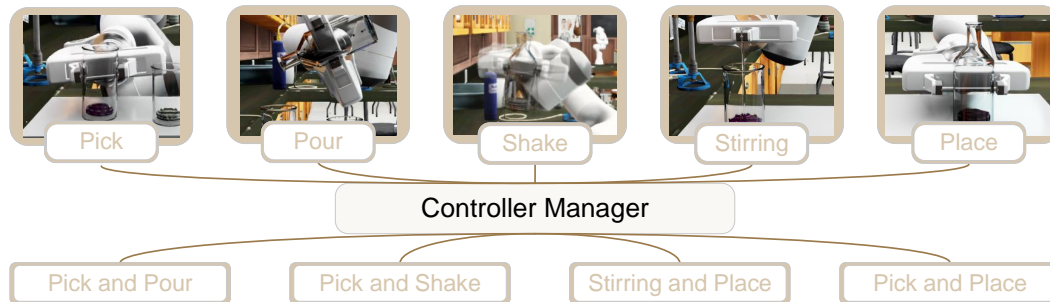 Pick
Pour
Shake
Stirring
Place
Controller Manager
Pick and Pour
Pick and Shake
Stirring and Place
Pick and Place